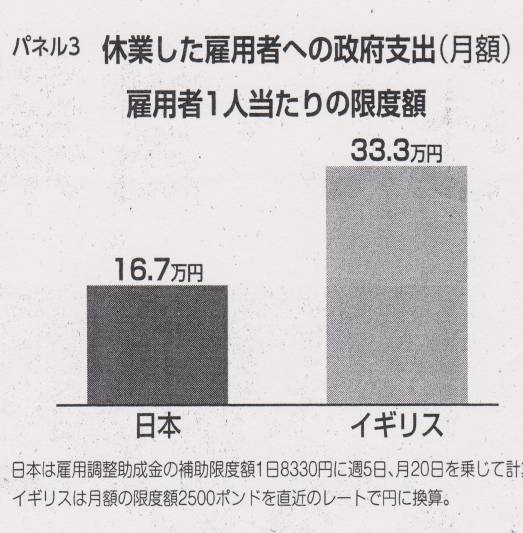 パネル3 休業した雇用者への政府支出(月額)
雇用者1人当たりの限度額
33.3万円
16.7万円
日本 イギリス
日本は雇用調整助成金の補助限度額1日8330円に週5日、月20日を乗じて計
イギリスは月額の限度額2500ポンドを直近のレートで円に換算。